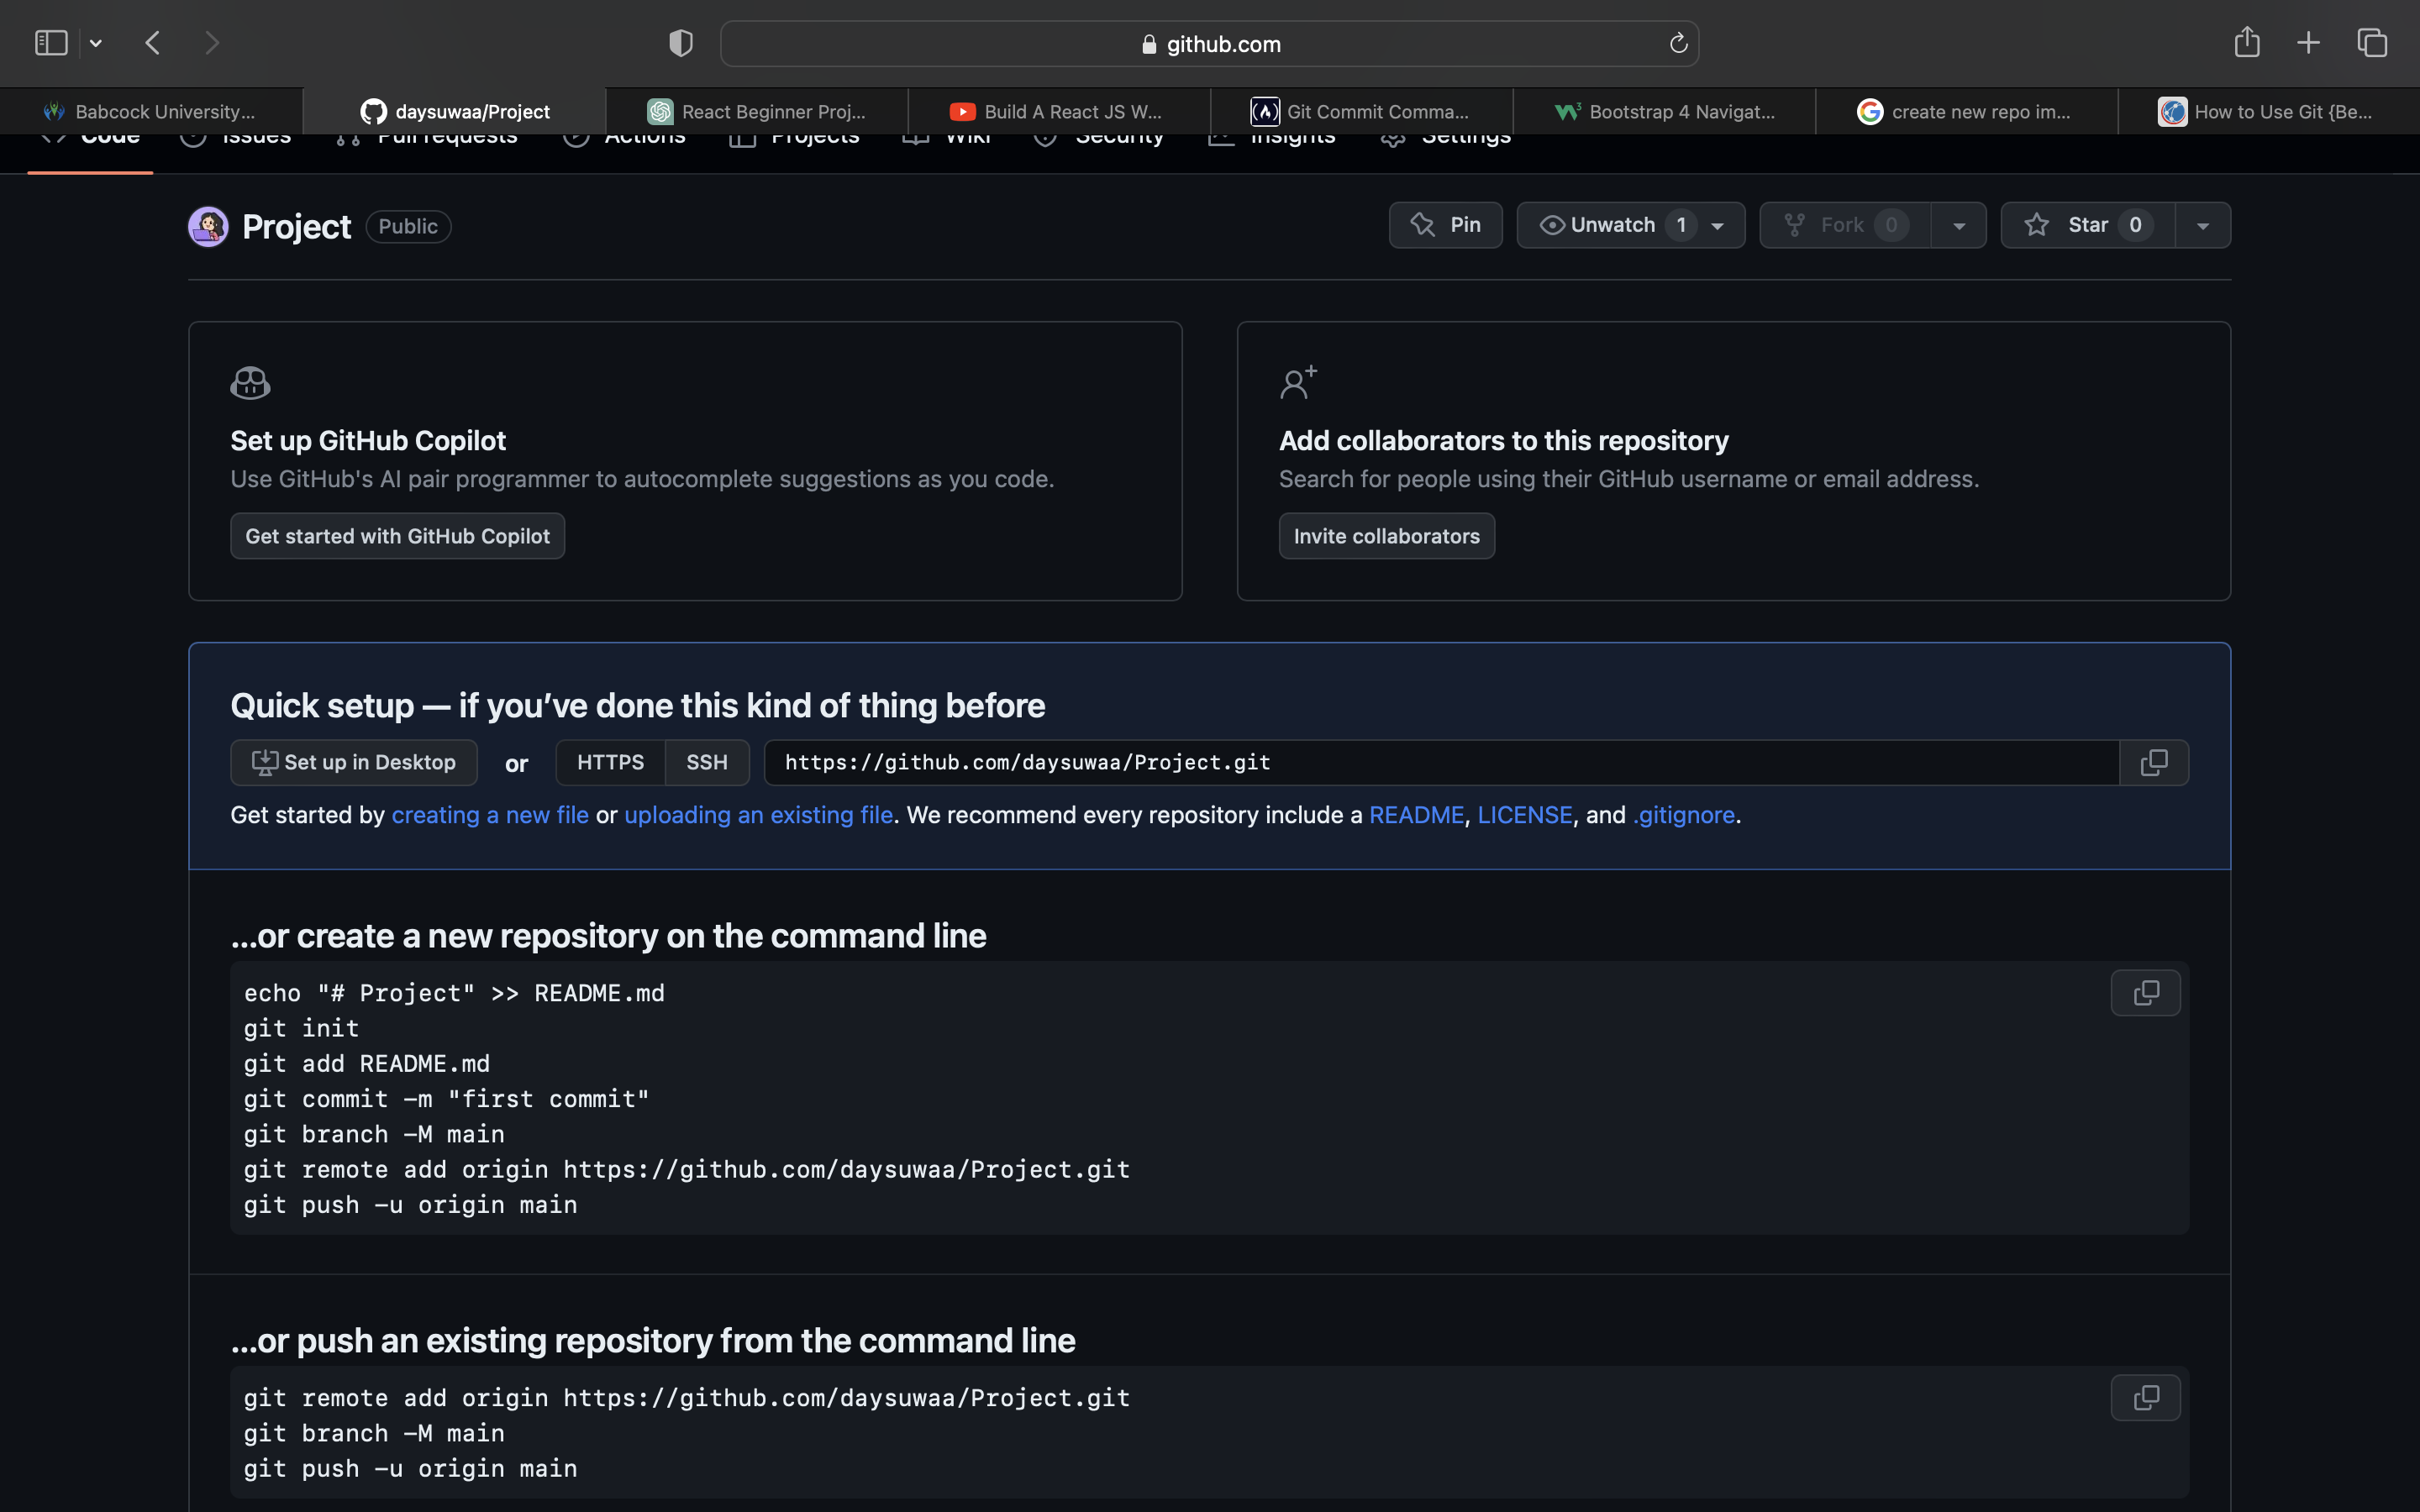 github.com
Babcock University...
daysuwaa/Project
React Beginner Proj...
Build A React JS W...
Git Commit Comma...
Bootstrap 4 Navigat...
create new repo im...
How to Use Git {Be...
Code Issues Pull requests Actions Projects Wiki Security Insights Settings
Project Public
Pin
Unwatch 1
Fork 0
Star 0
Set up GitHub Copilot
Use GitHub's AI pair programmer to autocomplete suggestions as you code.
Get started with GitHub Copilot
Add collaborators to this repository
Search for people using their GitHub username or email address.
Invite collaborators
Quick setup — if you’ve done this kind of thing before
Set up in Desktop or HTTPS SSH https://github.com/daysuwaa/Project.git
Get started by creating a new file or uploading an existing file. We recommend every repository include a README, LICENSE, and .gitignore.
...or create a new repository on the command line
echo "# Project" >> README.md
git init
git add README.md
git commit -m "first commit"
git branch -M main
git remote add origin https://github.com/daysuwaa/Project.git
git push -u origin main
...or push an existing repository from the command line
git remote add origin https://github.com/daysuwaa/Project.git
git branch -M main
git push -u origin main